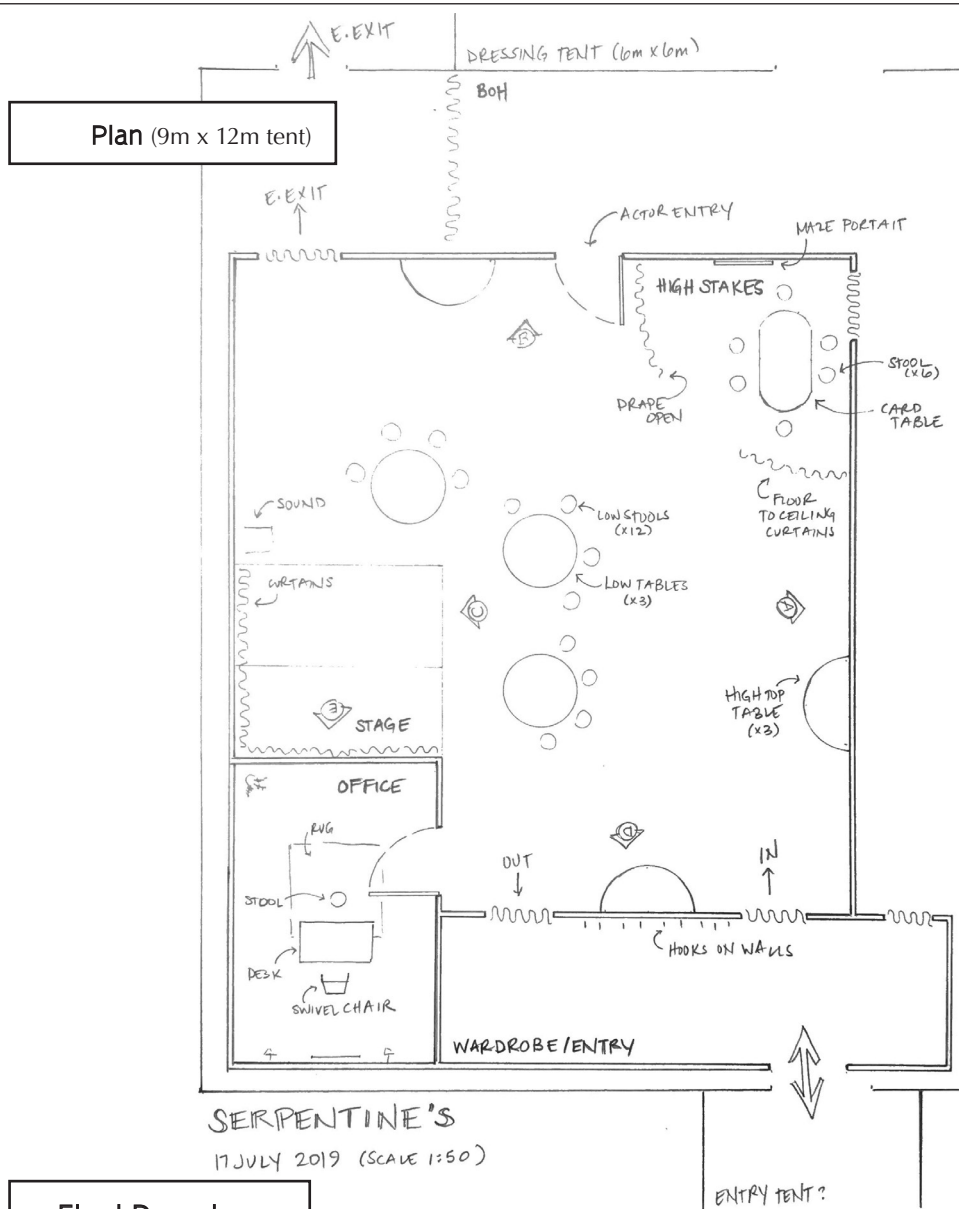 E.EXIT
DRESSING TENT (6m x 6m)
BOH
Plan (9m x 12m tent)
E.EXIT
ACTOR ENTRY
MAZE PORTAIT
HIGH STAKES
STOOL
(x6)
DRAPE
OPEN
CARD
TABLE
FLOOR
TO CEILING
CURTAINS
B
SOUND
LOW STOOLS
(x12)
CURTAINS
LOW TABLES
(x3)
C
A
HIGH TOP
TABLE
(x3)
E
STAGE
OFFICE
RUG
D
OUT
IN
STOOL
DESK
HOOKS ON WALLS
SWIVEL CHAIR
WARDROBE/ENTRY
SERPENTINE'S
17 JULY 2019 (SCALE 1:50)
ENTRY TENT?